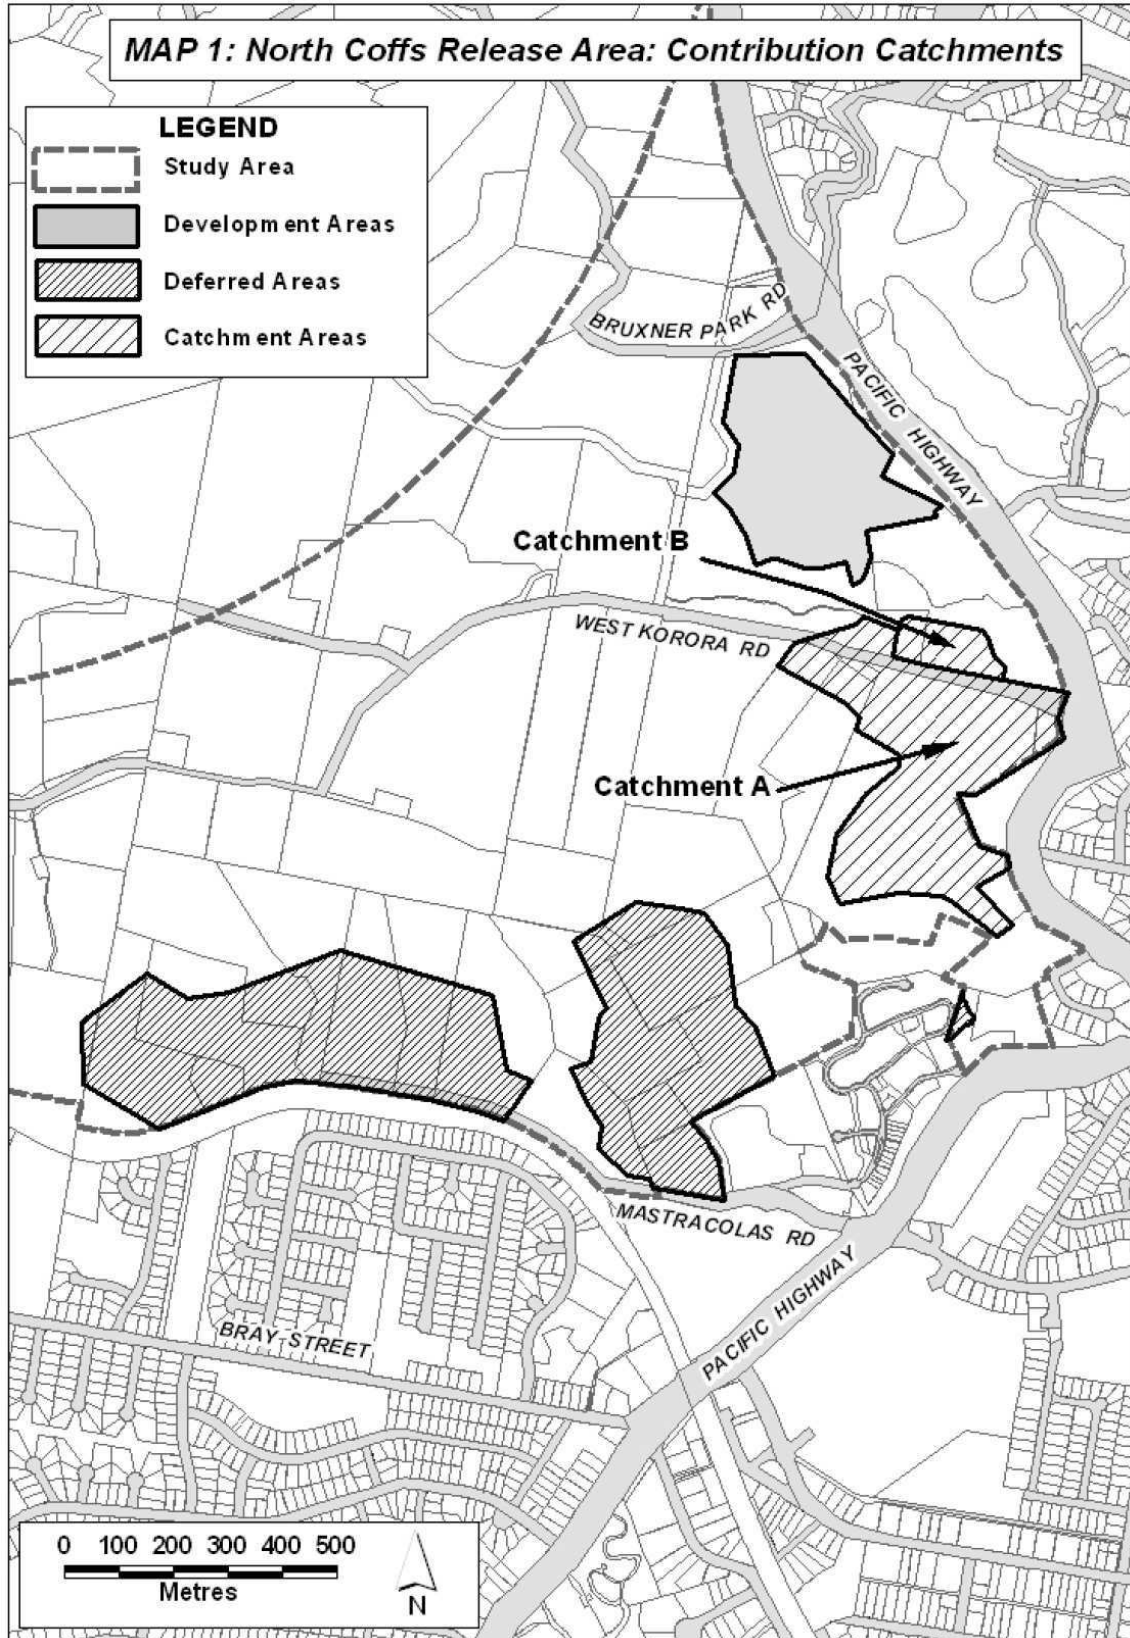 MAP 1: North Coffs Release Area: Contribution Catchments
LEGEND
Study Area
Development Areas
Deferred Areas
Catchment Areas
BRUXNER PARK RD
PACIFIC HIGHWAY
Catchment B
WEST KORORA RD
Catchment A
MASTRACOLAS RD
PACIFIC HIGHWAY
BRAY STREET
0 100 200 300 400 500
Metres
N